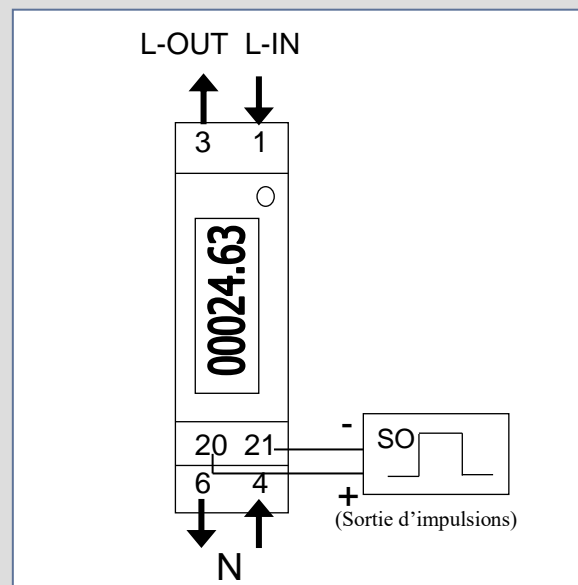 L-OUT L-IN
3 1
00024.63
20 21
-
SO
6 4
+
(Sortie d’impulsions)
N